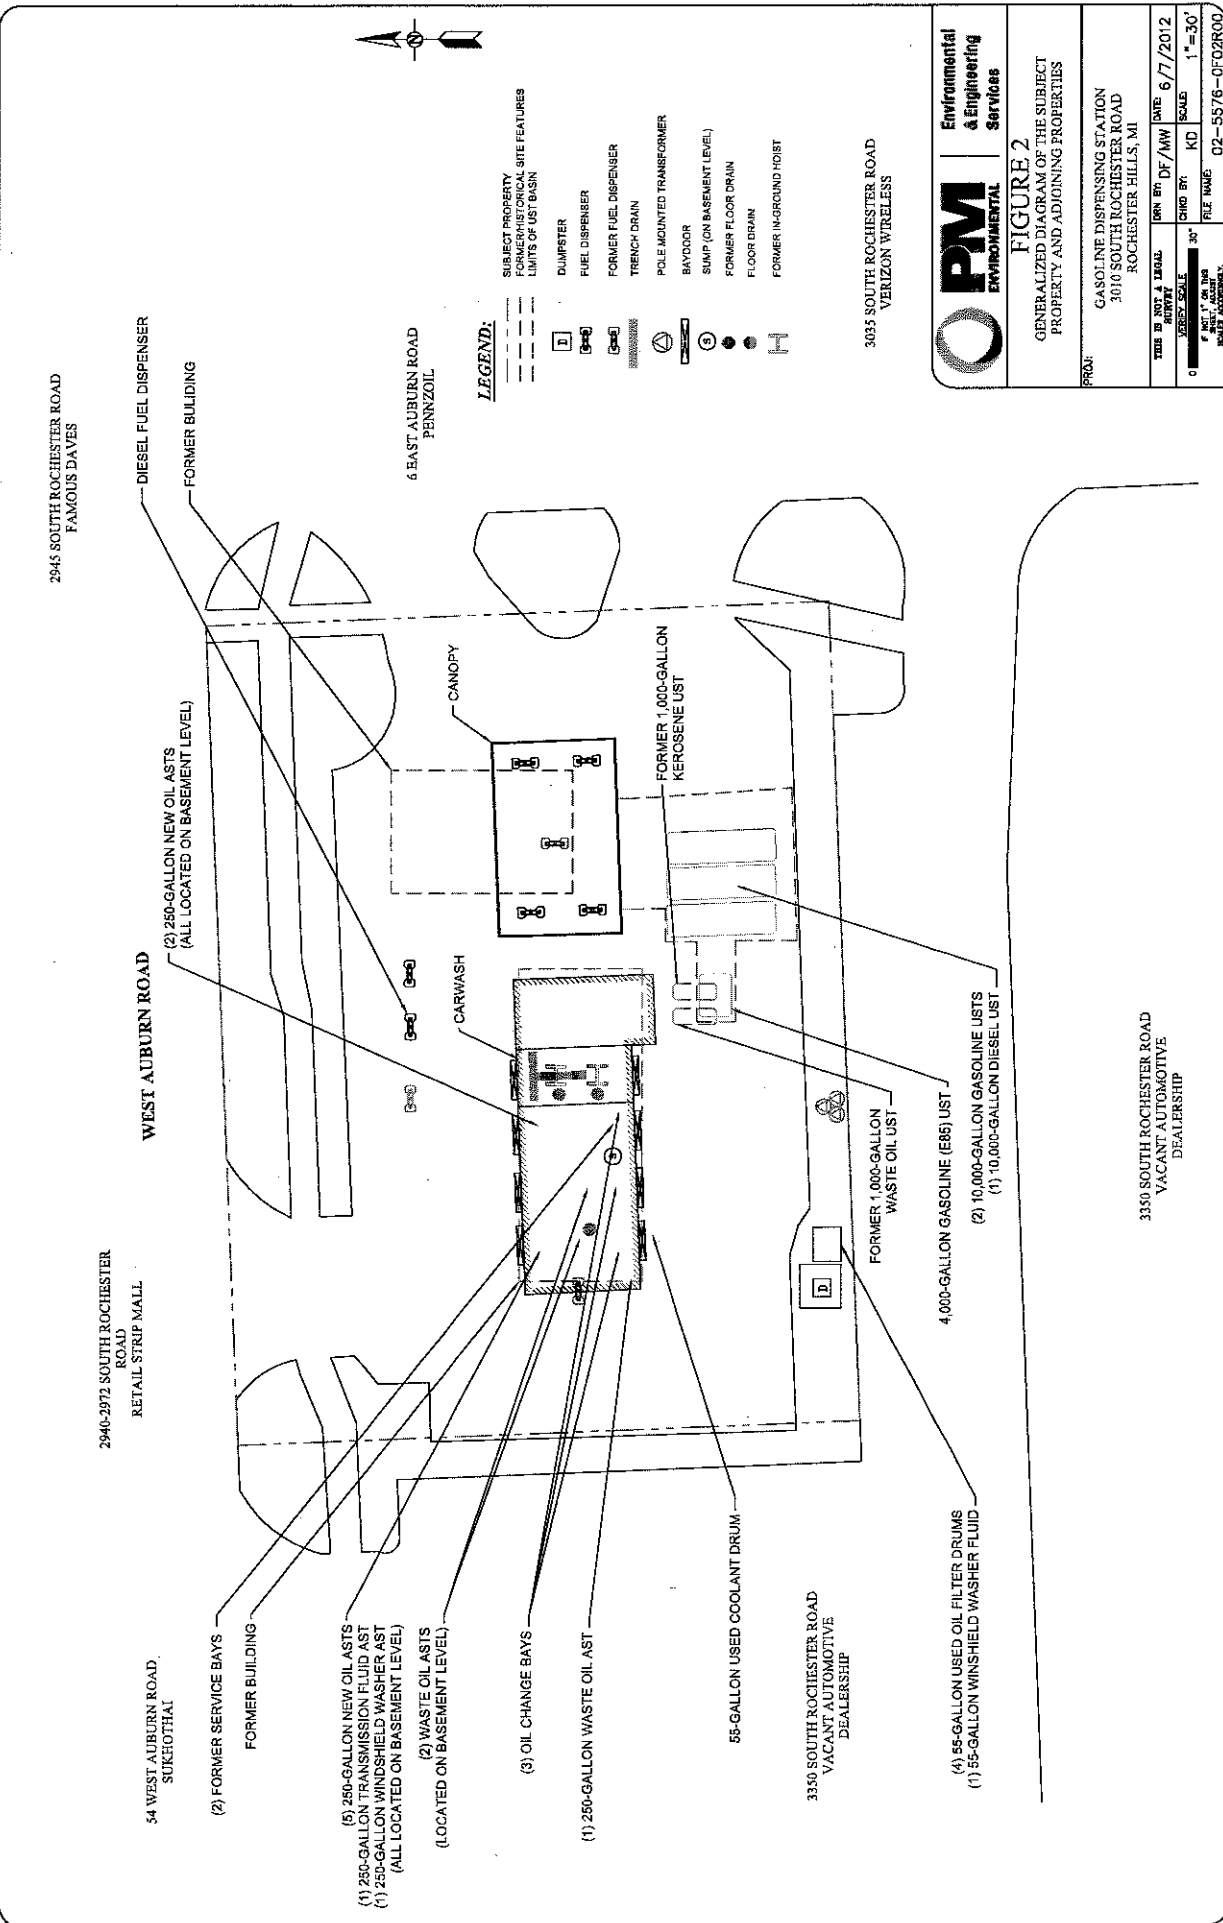 2945 SOUTH ROCHESTER ROAD
FAMOUS DAVES
DIESEL FUEL DISPENSER
FORMER BULIDING
6 EAST AUBURN ROAD
PENNZOIL
WEST AUBURN ROAD
(2) 250-GALLON NEW OIL ASTS
(ALL LOCATED ON BASEMENT LEVEL)
2940-2972 SOUTH ROCHESTER
ROAD
RETAIL STRIP MALL
54 WEST AUBURN ROAD
SUKHOTHAI
(2) FORMER SERVICE BAYS
FORMER BUILDING
(5) 250-GALLON NEW OIL ASTS
(1) 250-GALLON TRANSMISSION FLUID AST
(1) 250-GALLON WINDSHIELD WASHER AST
(ALL LOCATED ON BASEMENT LEVEL)
(2) WASTE OIL ASTS
(LOCATED ON BASEMENT LEVEL)
(3) OIL CHANGE BAYS
(1) 250-GALLON WASTE OIL AST
55-GALLON USED COOLANT DRUM
3350 SOUTH ROCHESTER ROAD
VACANT AUTOMOTIVE
DEALERSHIP
(4) 55-GALLON USED OIL FILTER DRUMS
(1) 55-GALLON WINSHIELD WASHER FLUID
CANOPY
CARWASH
S
D
FORMER 1,000-GALLON
KEROSENE UST
FORMER 1,000-GALLON
WASTE OIL UST
4,000-GALLON GASOLINE (E85) UST
(2) 10,000-GALLON GASOLINE USTS
(1) 10,000-GALLON DIESEL UST
3350 SOUTH ROCHESTER ROAD
VACANT AUTOMOTIVE
DEALERSHIP
N
LEGEND:
SUBJECT PROPERTY
FORMER/HISTORICAL SITE FEATURES
LIMITS OF UST BASIN
D
DUMPSTER
FUEL DISPENSER
FORMER FUEL DISPENSER
TRENCH DRAIN
POLE MOUNTED TRANSFORMER
BAYDOOR
S
SUMP (ON BASEMENT LEVEL)
FORMER FLOOR DRAIN
FLOOR DRAIN
FORMER IN-GROUND HOIST
3035 SOUTH ROCHESTER ROAD
VERIZON WIRELESS
PM
ENVIRONMENTAL
Environmental
& Engineering
Services
FIGURE 2
GENERALIZED DIAGRAM OF THE SUBJECT
PROPERTY AND ADJOINING PROPERTIES
PROJ:
GASOLINE DISPENSING STATION
3010 SOUTH ROCHESTER ROAD
ROCHESTER HILLS, MI
THIS IS NOT A LEGAL
SURVEY
DRN BY: DF/MW
DATE: 6/7/2012
VERIFY SCALE
0 30"
IF NOT 1" ON THIS
SHEET, ADJUST
SCALE ACCORDINGLY.
CHKD BY: KD
SCALE: 1"=30'
FILE NAME: 02-5576-0F02R00